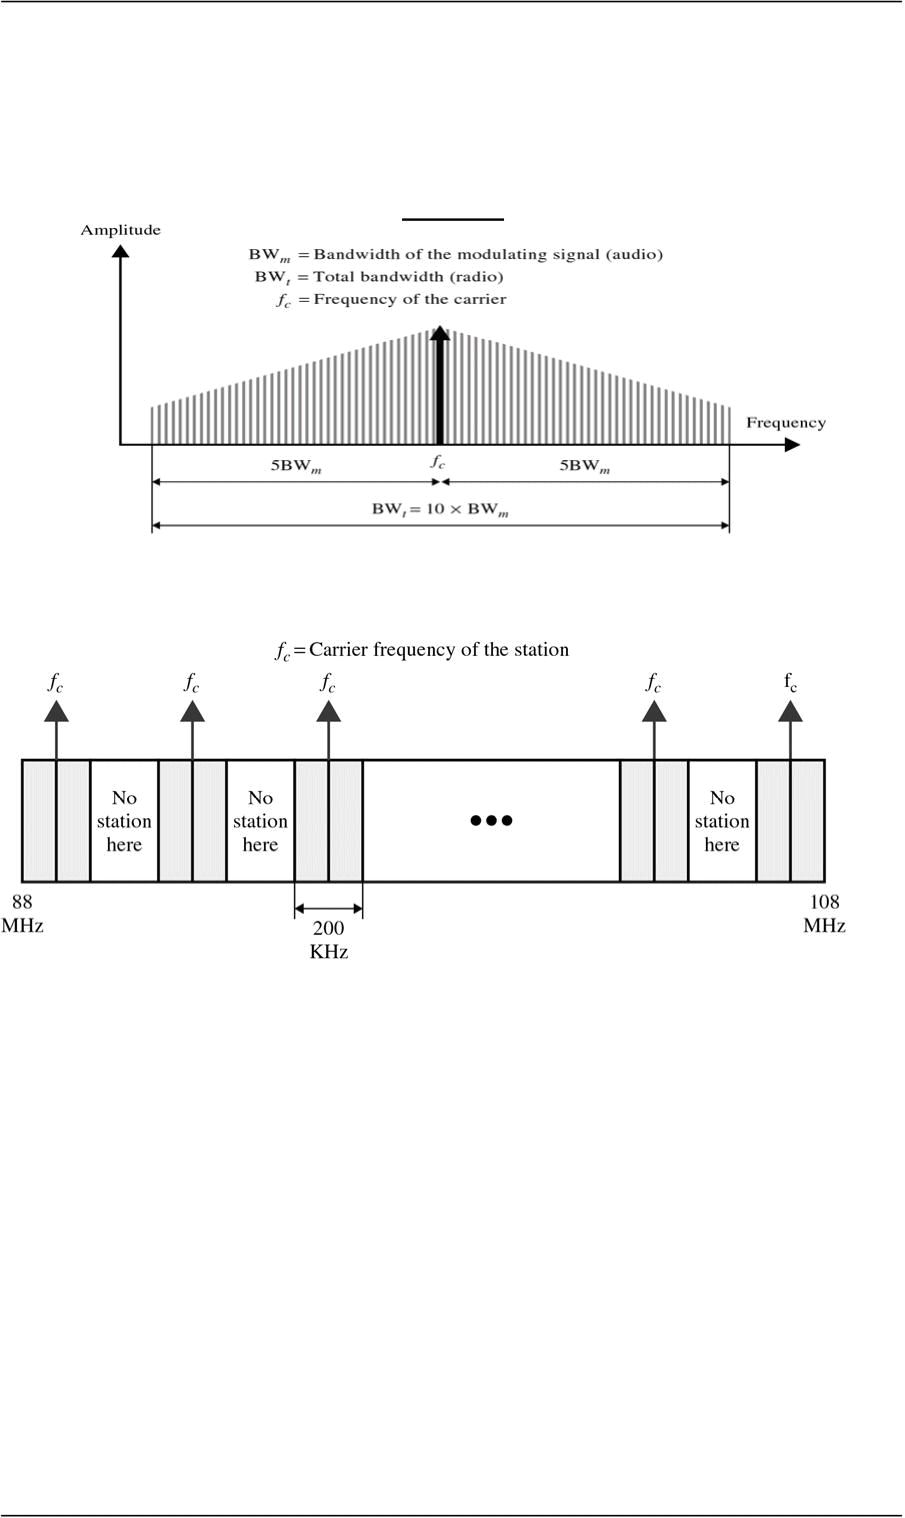 Amplitude
BWm = Bandwidth of the modulating signal (audio)
BWt = Total bandwidth (radio)
fc = Frequency of the carrier
Frequency
5BWm
fc
5BWm
BWt = 10 × BWm
fc = Carrier frequency of the station
fc fc fc fc fc
No station here
No station here
•••
No station here
88 MHz
200 KHz
108 MHz